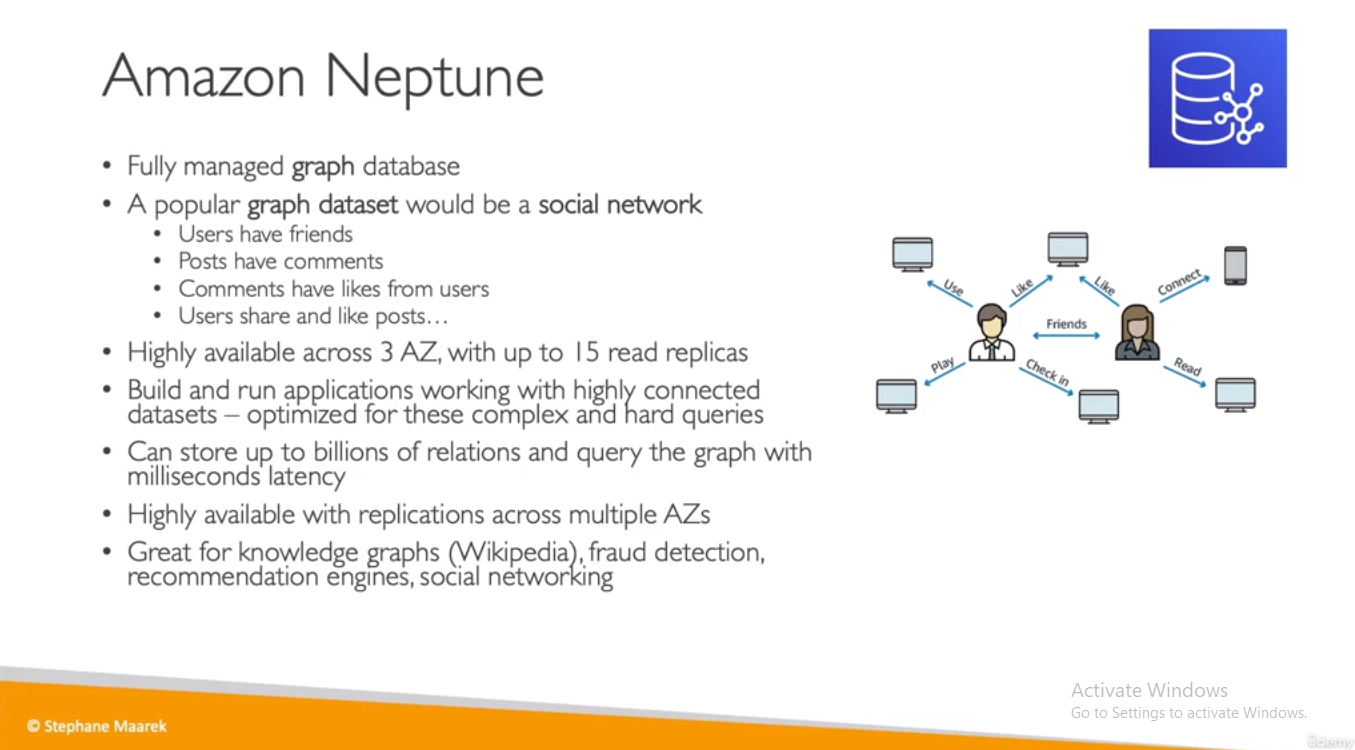 Amazon Neptune
• Fully managed graph database
• A popular graph dataset would be a social network
• Users have friends
• Posts have comments
• Comments have likes from users
• Users share and like posts…
• Highly available across 3 AZ, with up to 15 read replicas
• Build and run applications working with highly connected
datasets – optimized for these complex and hard queries
• Can store up to billions of relations and query the graph with
milliseconds latency
• Highly available with replications across multiple AZs
• Great for knowledge graphs (Wikipedia), fraud detection,
recommendation engines, social networking
Use
Like
Like
Connect
Friends
Play
Check in
Read
Activate Windows
Go to Settings to activate Windows.
© Stephane Maarek
ûdemy